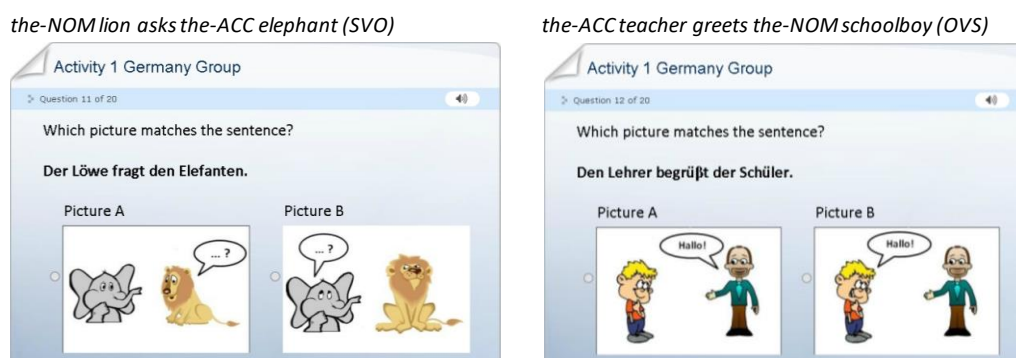 the-NOM lion asks the-ACC elephant (SVO)
Activity 1 Germany Group
Question 11 of 20
Which picture matches the sentence?
Der Löwe fragt den Elefanten.
Picture A
Picture B
... ?
... ?
the-ACC teacher greets the-NOM schoolboy (OVS)
Activity 1 Germany Group
Question 12 of 20
Which picture matches the sentence?
Den Lehrer begrüβt der Schüler.
Picture A
Picture B
Hallo!
Hallo!